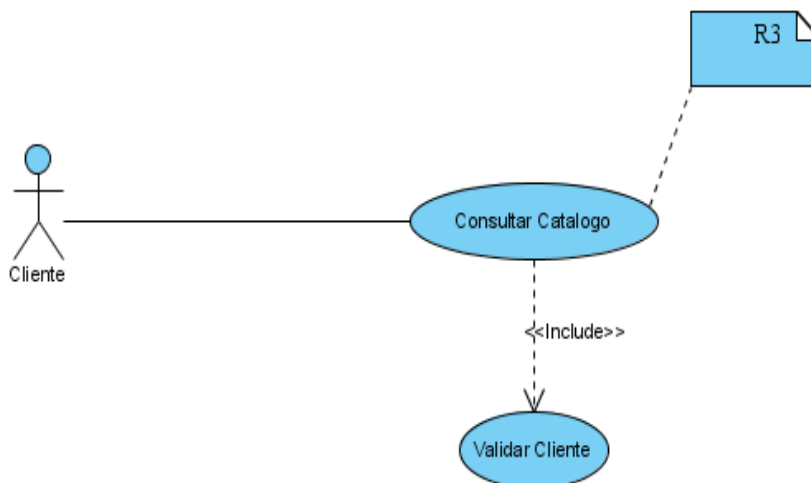 R3
Consultar Catalogo
Cliente
<<Include>>
Validar Cliente